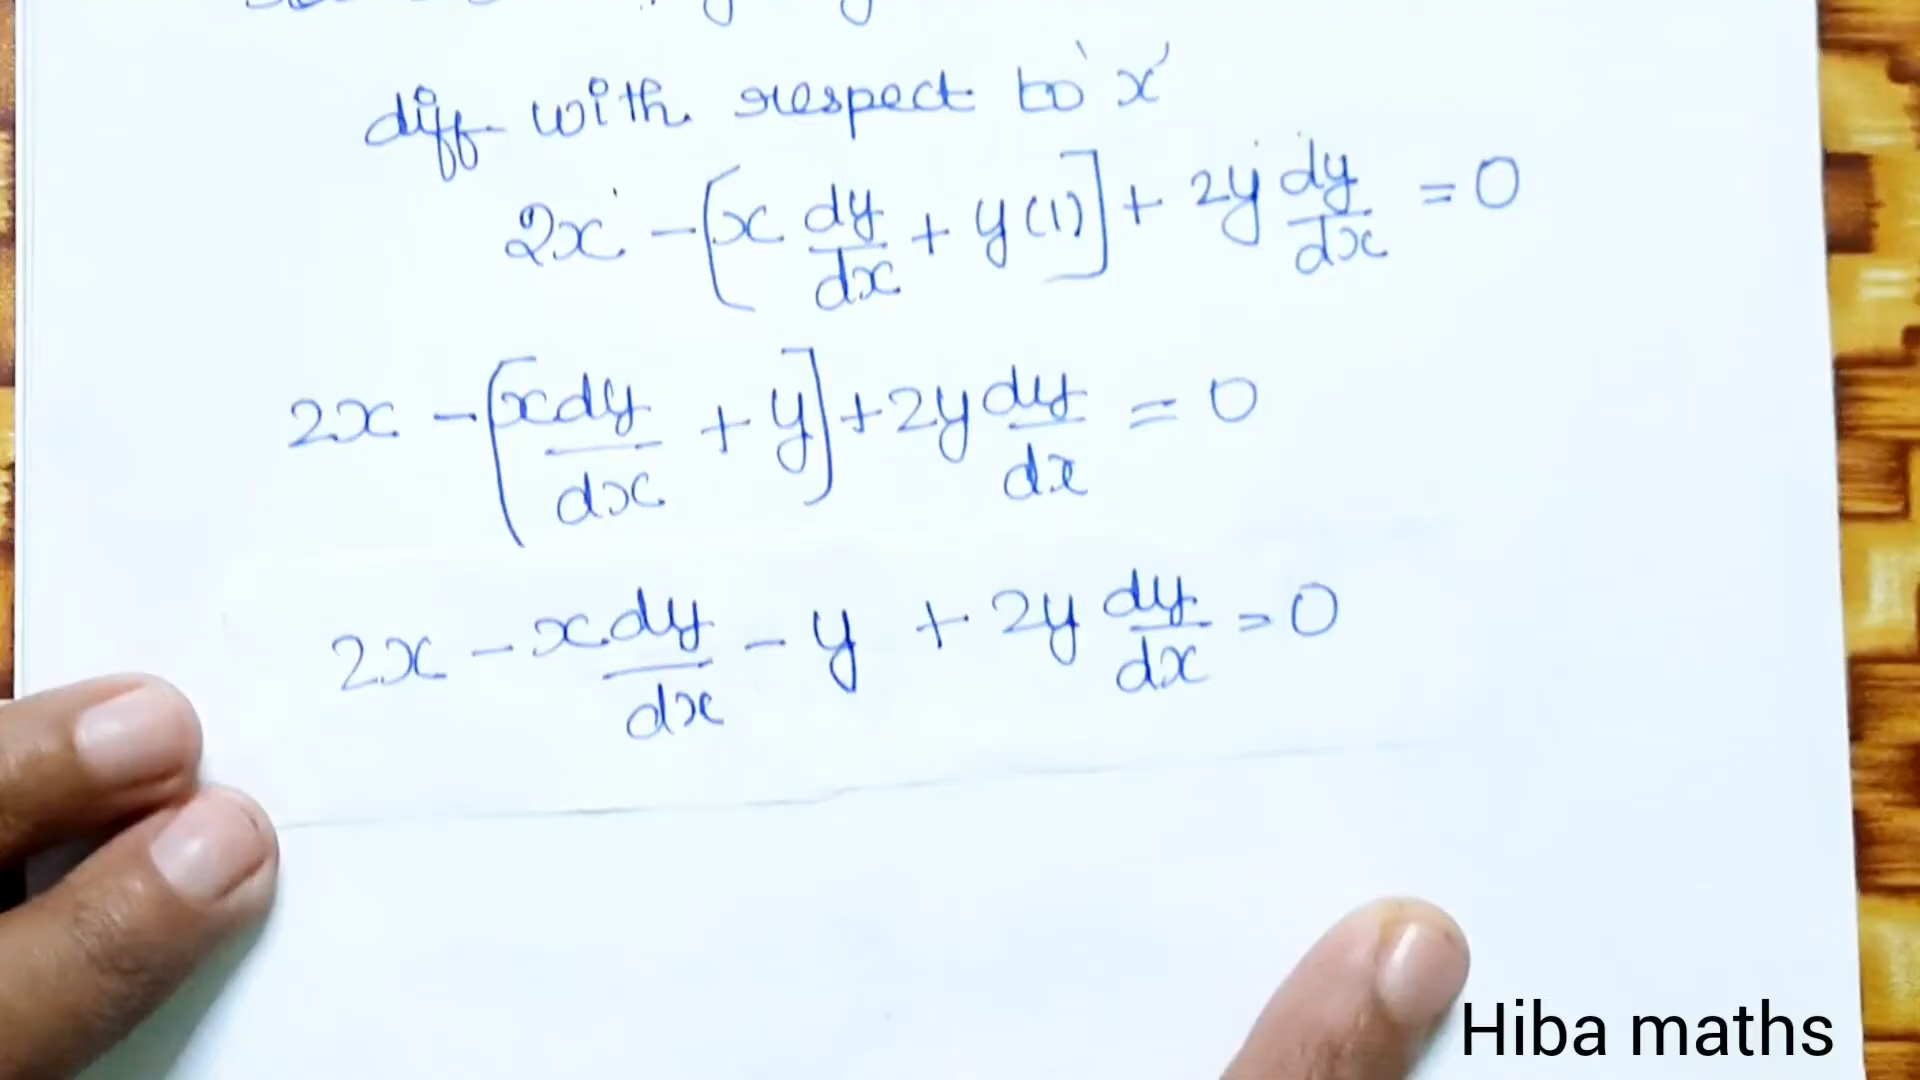 diff with respect to 'x'
2x - [x dy/dx + y(1)] + 2y dy/dx = 0
2x - [x dy/dx + y] + 2y dy/dx = 0
2x - x dy/dx - y + 2y dy/dx = 0
Hiba maths